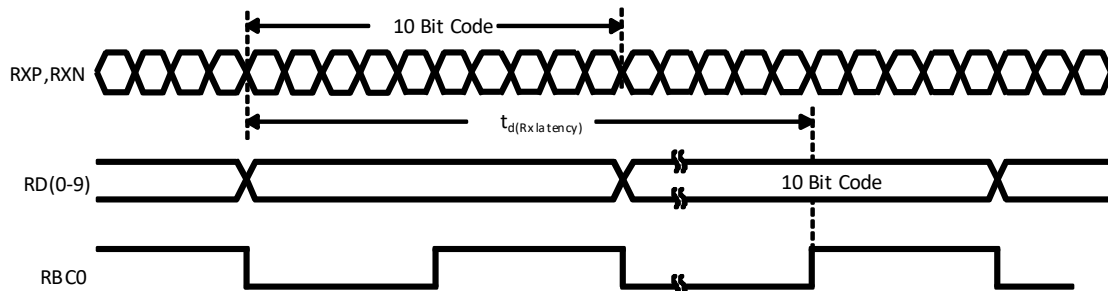 10 Bit Code
RXP,RXN
td(Rx latency)
RD(0-9)
10 Bit Code
RBC0